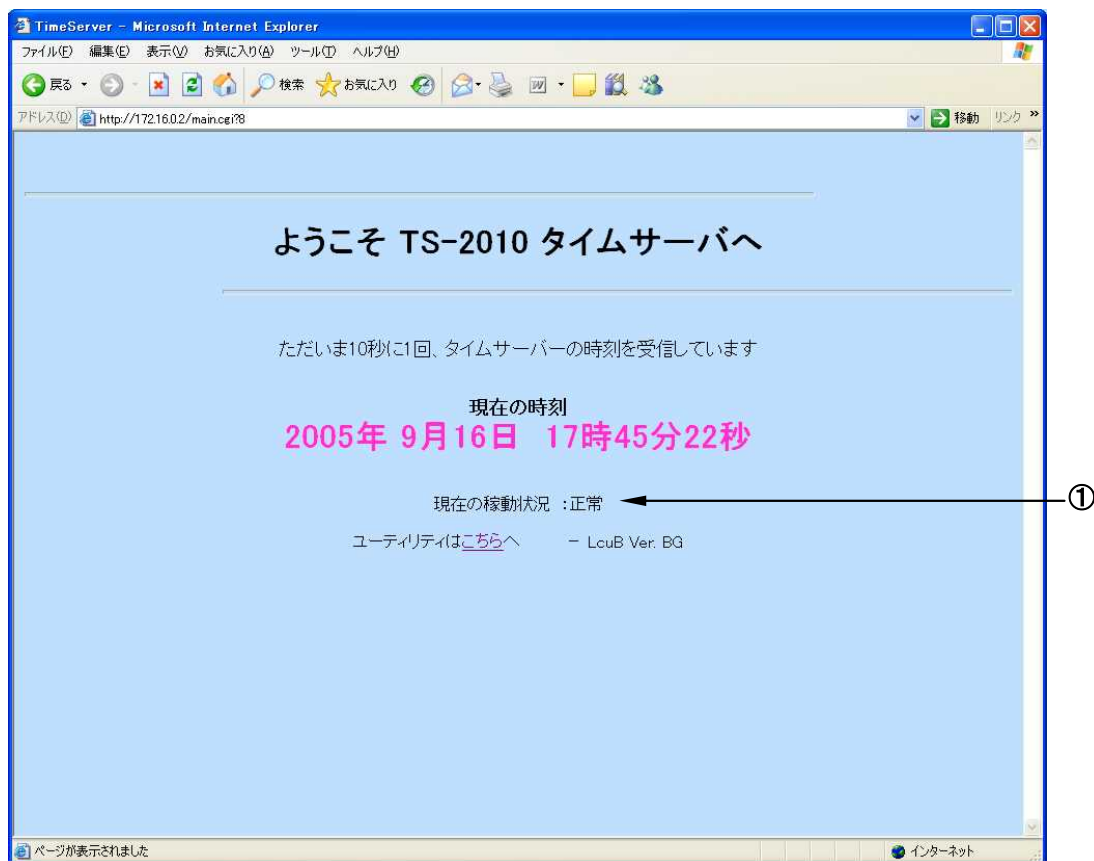 TimeServer - Microsoft Internet Explorer
ファイル(F) 編集(E) 表示(V) お気に入り(A) ツール(T) ヘルプ(H)
戻る 検索 お気に入り
アドレス(D) http://172.16.0.2/main.cgi?8 移動 リンク »
ようこそ TS-2010 タイムサーバへ
ただいま10秒に1回、タイムサーバーの時刻を受信しています
現在の時刻
2005年 9月16日 17時45分22秒
現在の稼動状況 :正常 ①
ユーティリティはこちらへ - LcuB Ver. BG
ページが表示されました インターネット